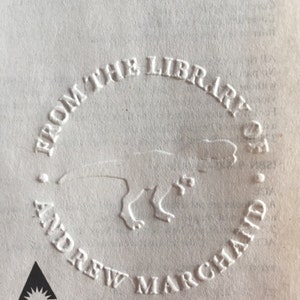 • FROM THE LIBRARY OF •
ANDREW MARCHAND